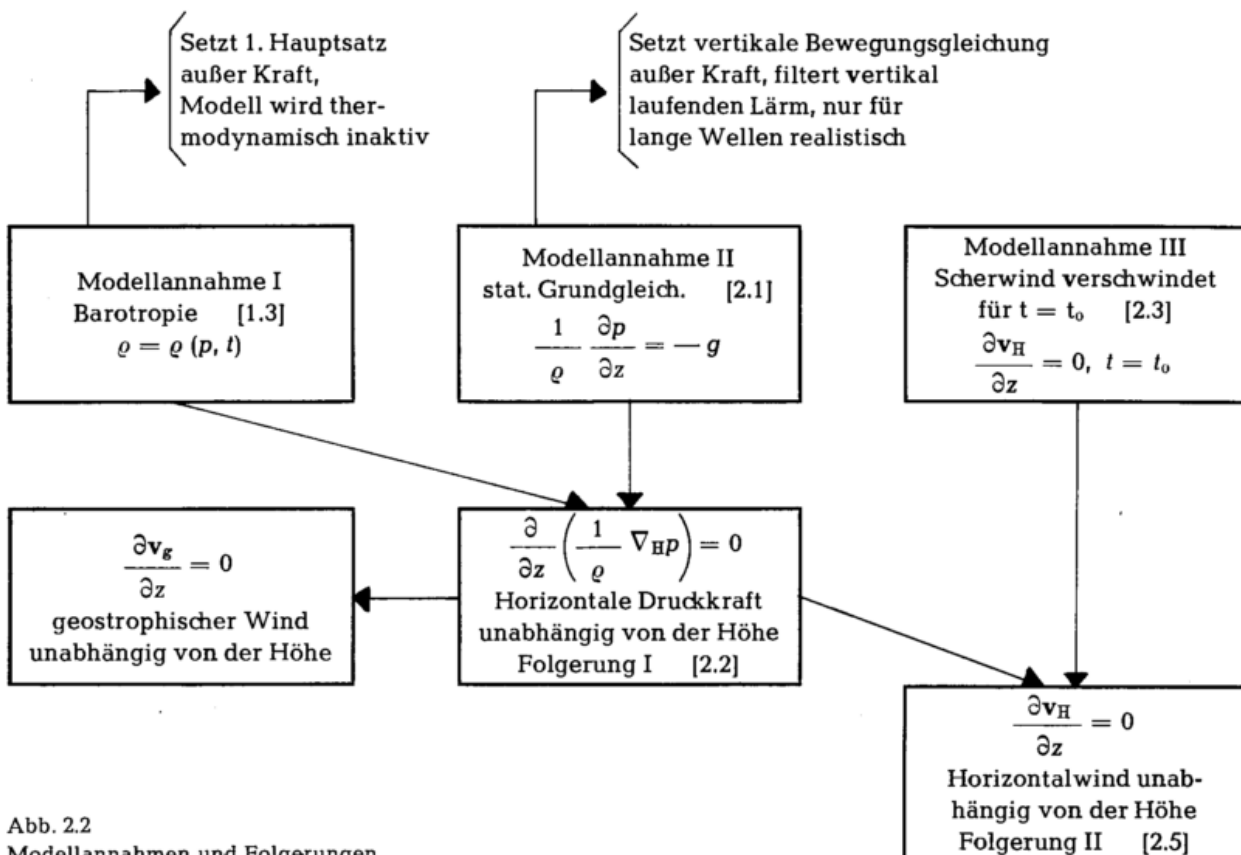 Setzt 1. Hauptsatz
außer Kraft,
Modell wird ther-
modynamisch inaktiv
Setzt vertikale Bewegungsgleichung
außer Kraft, filtert vertikal
laufenden Lärm, nur für
lange Wellen realistisch
Modellannahme I
Barotropie [1.3]
ϱ = ϱ (p, t)
Modellannahme II
stat. Grundgleich. [2.1]
1/ϱ ∂p/∂z = — g
Modellannahme III
Scherwind verschwindet
für t = t₀ [2.3]
∂v_H/∂z = 0, t = t₀
∂v_g/∂z = 0
geostrophischer Wind
unabhängig von der Höhe
∂/∂z (1/ϱ ∇_H p) = 0
Horizontale Druckkraft
unabhängig von der Höhe
Folgerung I [2.2]
∂v_H/∂z = 0
Horizontalwind unab-
hängig von der Höhe
Folgerung II [2.5]
Abb. 2.2
Modellannahmen und Folgerungen